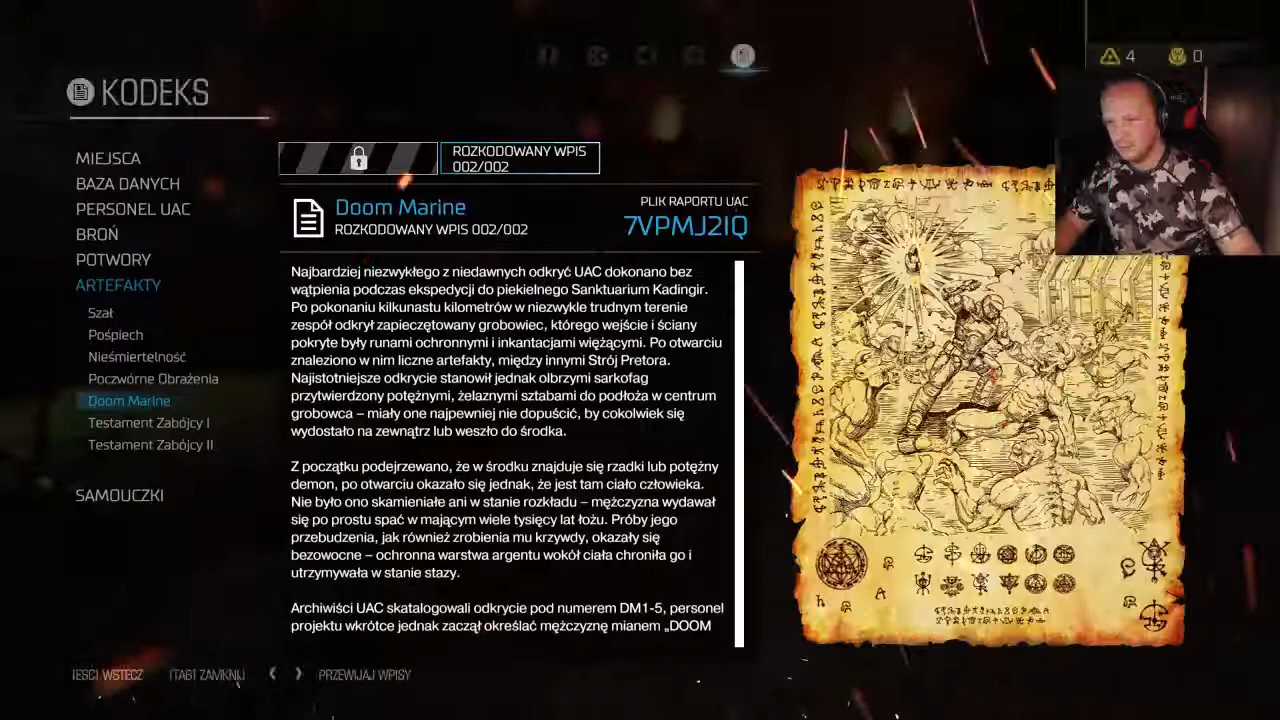 4
0
KODEKS
MIEJSCA
BAZA DANYCH
PERSONEL UAC
BROŃ
POTWORY
ARTEFAKTY
Szał
Pośpiech
Nieśmiertelność
Poczwórne Obrażenia
Doom Marine
Testament Zabójcy I
Testament Zabójcy II
SAMOUCZKI
ROZKODOWANY WPIS
002/002
Doom Marine
ROZKODOWANY WPIS 002/002
PLIK RAPORTU UAC
7VPMJ2IQ
Najbardziej niezwykłego z niedawnych odkryć UAC dokonano bez
wątpienia podczas ekspedycji do piekielnego Sanktuarium Kadingir.
Po pokonaniu kilkunastu kilometrów w niezwykle trudnym terenie
zespół odkrył zapieczętowany grobowiec, którego wejście i ściany
pokryte były runami ochronnymi i inkantacjami wiążącymi. Po otwarciu
znaleziono w nim liczne artefakty, między innymi Strój Pretora.
Najistotniejsze odkrycie stanowił jednak olbrzymi sarkofag
przytwierdzony potężnymi, żelaznymi sztabami do podłoża w centrum
grobowca – miały one najpewniej nie dopuścić, by cokolwiek się
wydostało na zewnątrz lub weszło do środka.
Z początku podejrzewano, że w środku znajduje się rzadki lub potężny
demon, po otwarciu okazało się jednak, że jest tam ciało człowieka.
Nie było ono skamieniałe ani w stanie rozkładu – mężczyzna wydawał
się po prostu spać w mającym wiele tysięcy lat łożu. Próby jego
przebudzenia, jak również zrobienia mu krzywdy, okazały się
bezowocne – ochronna warstwa argentu wokół ciała chroniła go i
utrzymywała w stanie stazy.
Archiwiści UAC skatalogowali odkrycie pod numerem DM1-5, personel
projektu wkrótce jednak zaczął określać mężczyznę mianem „DOOM
WSTECZ
ZAMKNIJ
PRZEWIJAJ WPISY